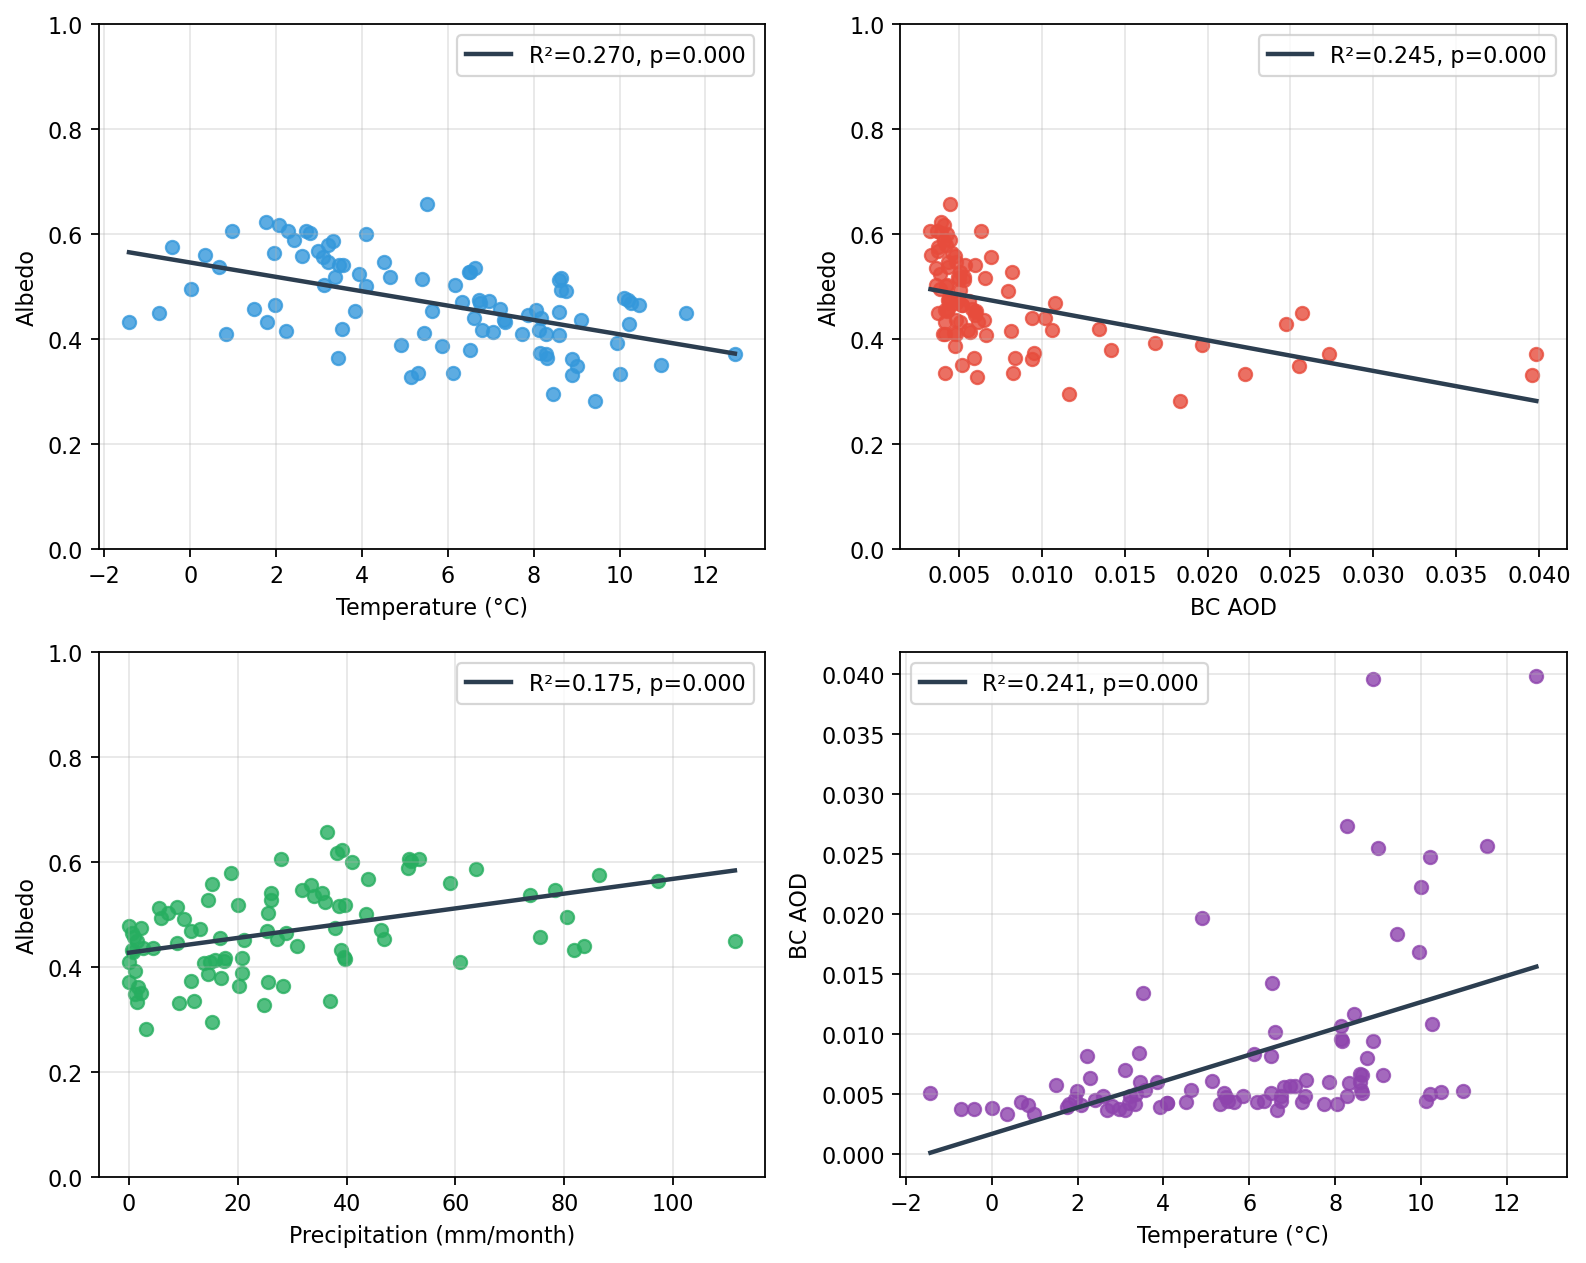 1.0
0.8
0.6
0.4
0.2
0.0
Albedo
R²=0.270, p=0.000
−2 0 2 4 6 8 10 12
Temperature (°C)
1.0
0.8
0.6
0.4
0.2
0.0
Albedo
R²=0.245, p=0.000
0.005 0.010 0.015 0.020 0.025 0.030 0.035 0.040
BC AOD
1.0
0.8
0.6
0.4
0.2
0.0
Albedo
R²=0.175, p=0.000
0 20 40 60 80 100
Precipitation (mm/month)
0.040
0.035
0.030
0.025
0.020
0.015
0.010
0.005
0.000
BC AOD
R²=0.241, p=0.000
−2 0 2 4 6 8 10 12
Temperature (°C)